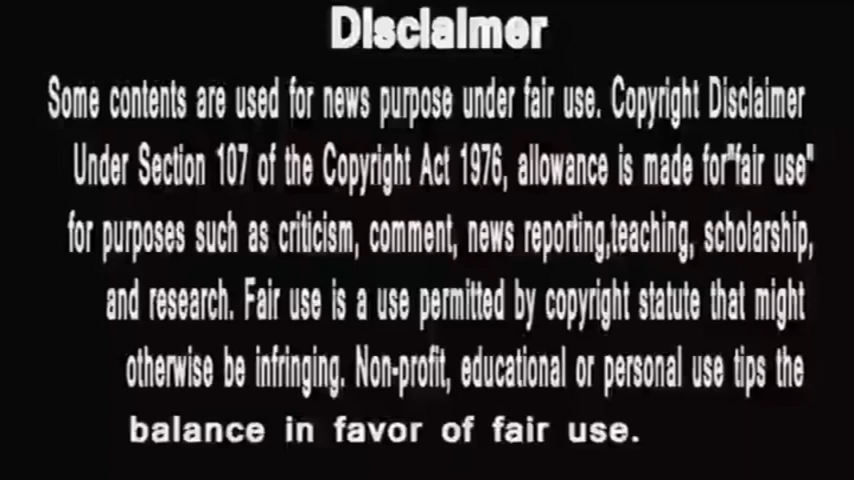 Disclaimer
Some contents are used for news purpose under fair use. Copyright Disclaimer
Under Section 107 of the Copyright Act 1976, allowance is made for"fair use"
for purposes such as criticism, comment, news reporting,teaching, scholarship,
and research. Fair use is a use permitted by copyright statute that might
otherwise be infringing. Non-profit, educational or personal use tips the
balance in favor of fair use.